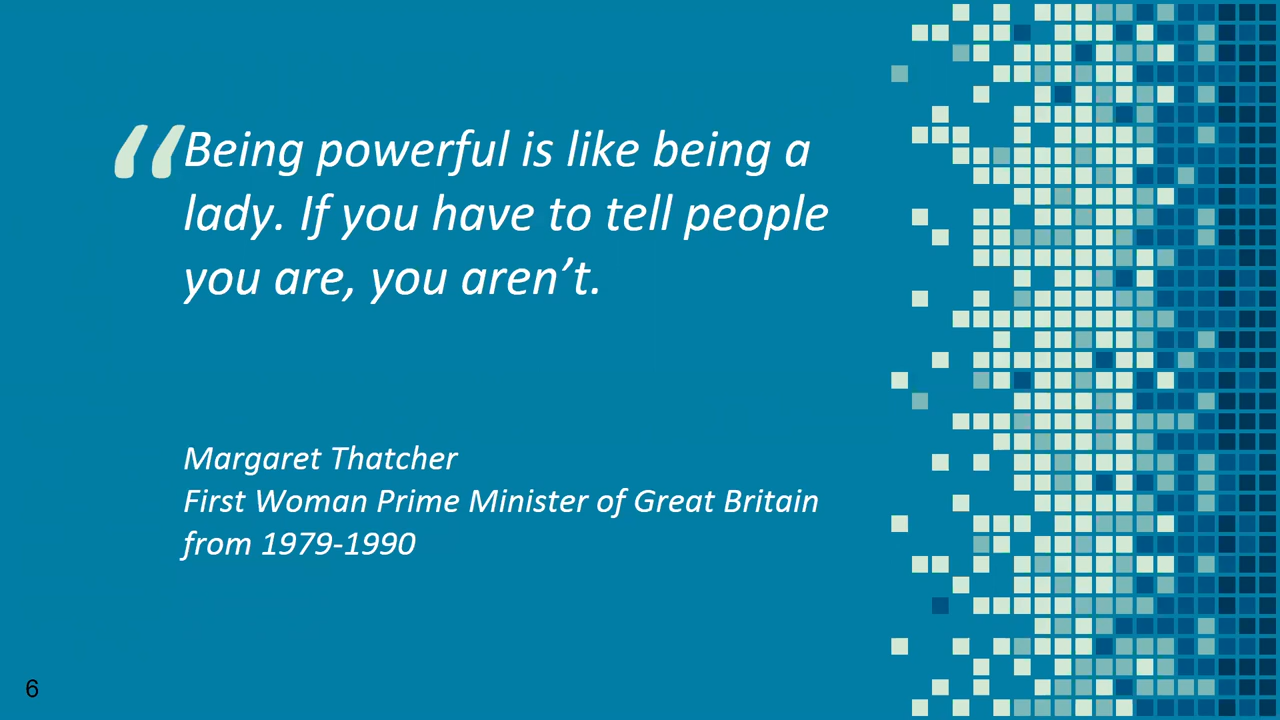 “Being powerful is like being a
lady. If you have to tell people
you are, you aren’t.
Margaret Thatcher
First Woman Prime Minister of Great Britain
from 1979-1990
6